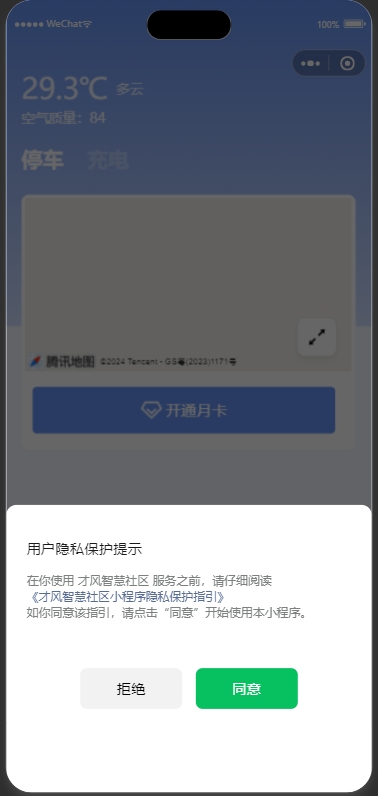 ●●●●● WeChat
100%
29.3℃ 多云
空气质量：84
停车 充电
腾讯地图 ©2024 Tencent - GS粤(2023)1171号
开通月卡
用户隐私保护提示
在你使用 才风智慧社区 服务之前，请仔细阅读
《才风智慧社区小程序隐私保护指引》
如你同意该指引，请点击“同意”开始使用本小程序。
拒绝
同意